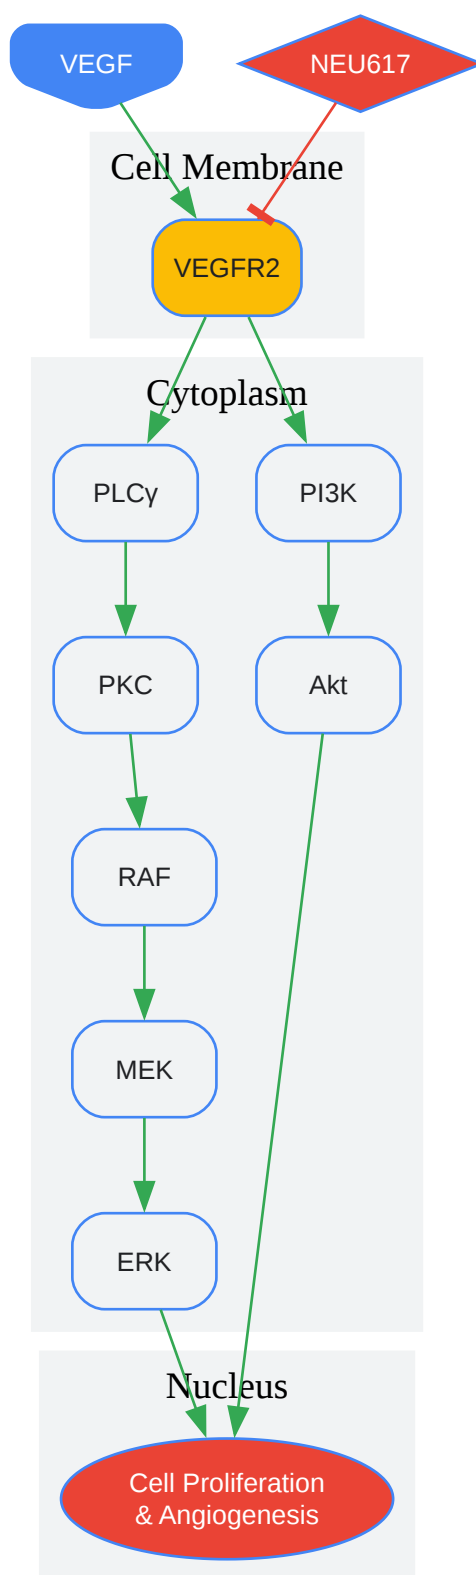 VEGF
NEU617
Cell Membrane
VEGFR2
Cytoplasm
PLCγ
PI3K
PKC
Akt
RAF
MEK
ERK
Nucleus
Cell Proliferation
& Angiogenesis